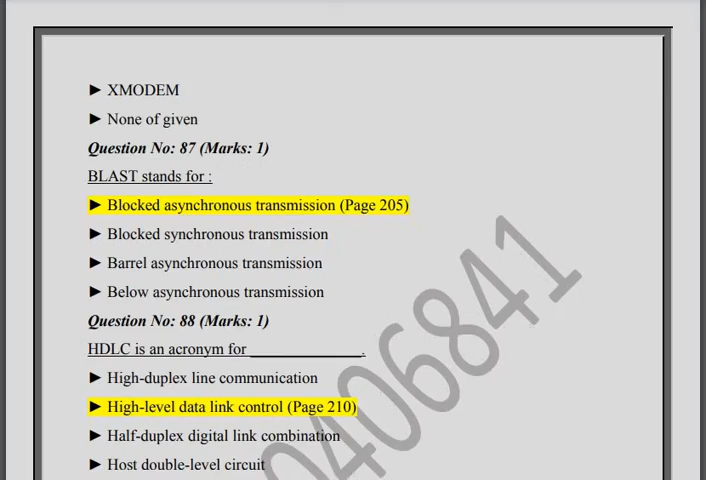 ► XMODEM
► None of given
Question No: 87 (Marks: 1)
BLAST stands for :
► Blocked asynchronous transmission (Page 205)
► Blocked synchronous transmission
► Barrel asynchronous transmission
► Below asynchronous transmission
Question No: 88 (Marks: 1)
HDLC is an acronym for _______________.
► High-duplex line communication
► High-level data link control (Page 210)
► Half-duplex digital link combination
► Host double-level circuit
0406841